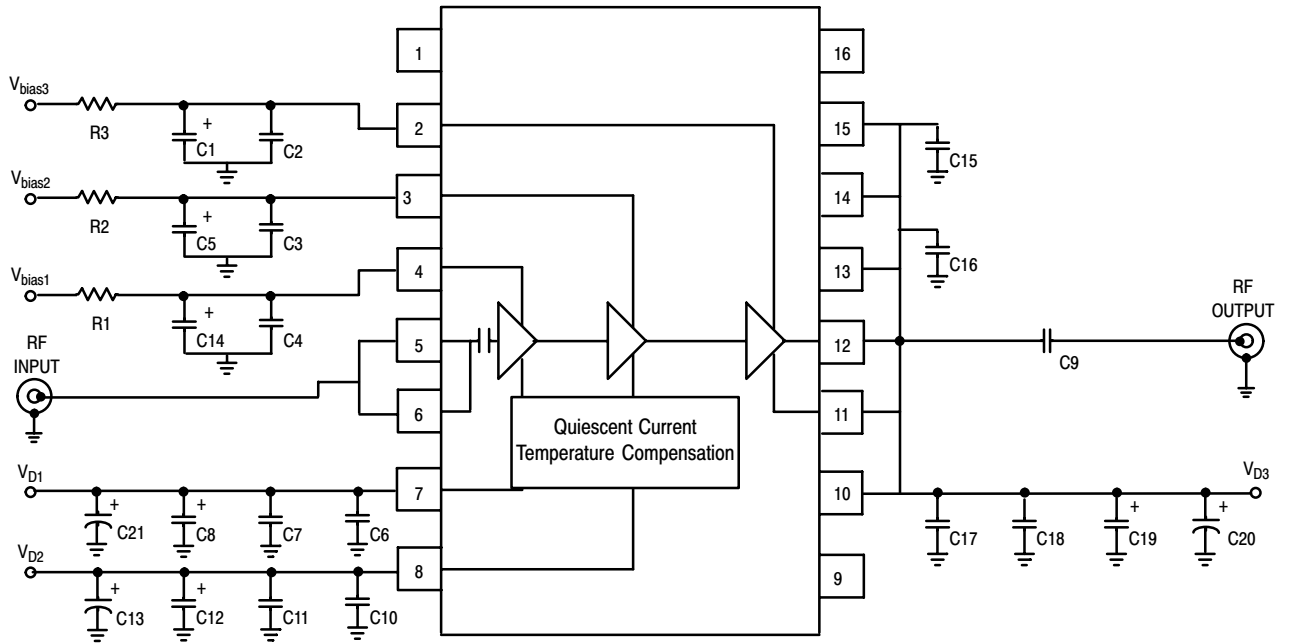 1
16
V_bias3
R3
+
C1
C2
2
15
C15
V_bias2
R2
+
C5
C3
3
14
C16
V_bias1
R1
+
C14
C4
4
13
RF
INPUT
5
12
C9
RF
OUTPUT
6
11
Quiescent Current
Temperature Compensation
V_D1
+
C21
+
C8
C7
C6
7
10
V_D3
C17
C18
+
C19
+
C20
V_D2
+
C13
+
C12
C11
C10
8
9